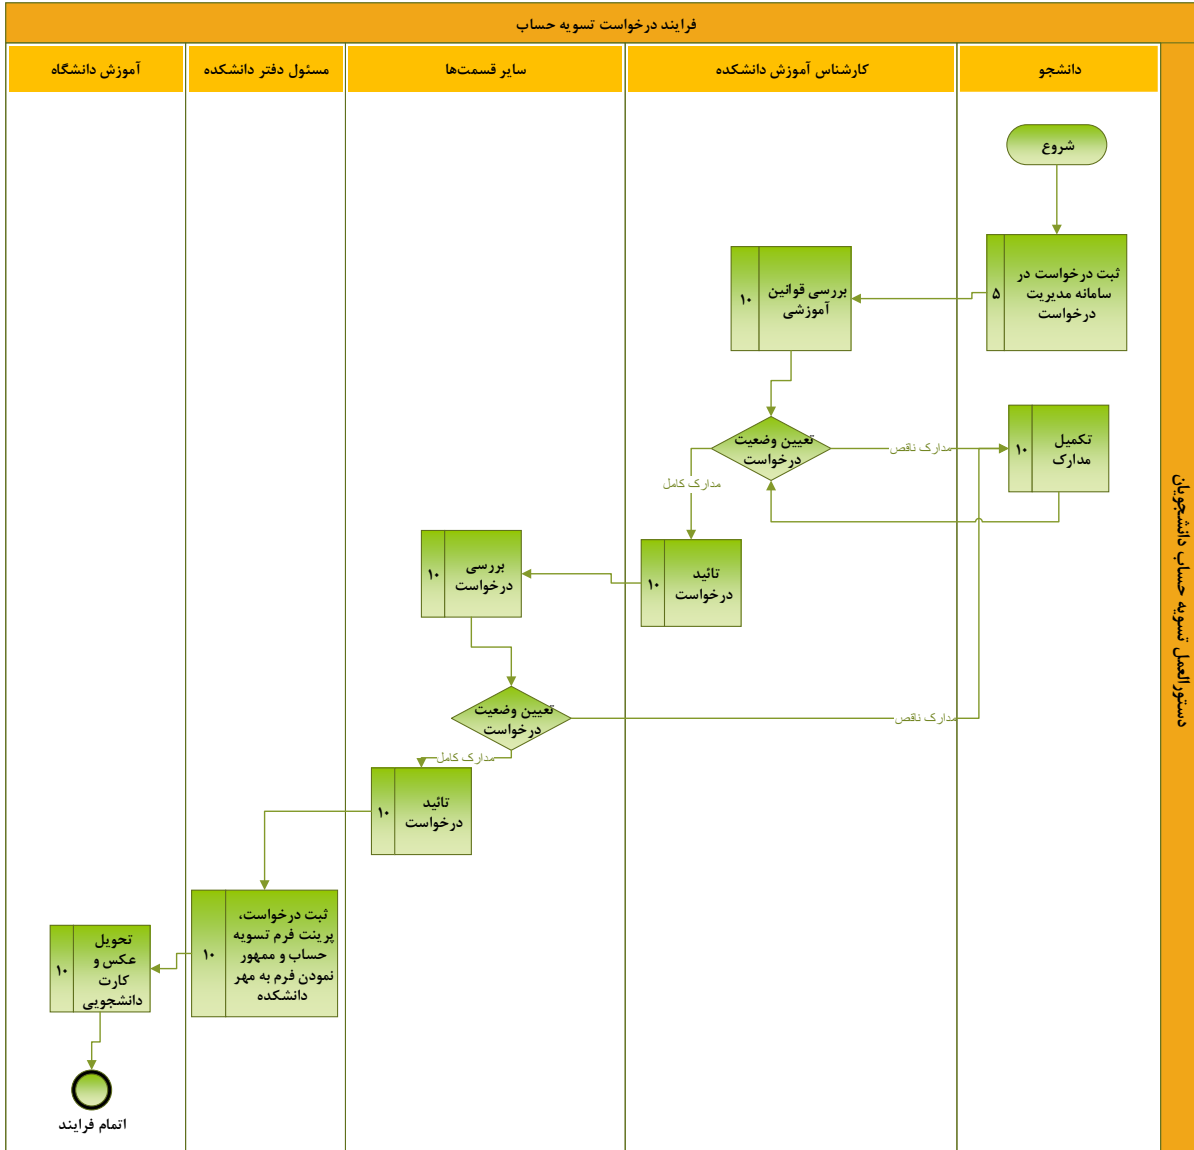 فرایند درخواست تسویه حساب
دانشجو
کارشناس آموزش دانشکده
سایر قسمت‌ها
مسئول دفتر دانشکده
آموزش دانشگاه
دستورالعمل تسویه حساب دانشجویان
شروع
ثبت درخواست در
سامانه مدیریت
درخواست
۵
بررسی قوانین
آموزشی
۱۰
تعیین وضعیت
درخواست
مدارک ناقص
تکمیل
مدارک
۱۰
مدارک کامل
تائید
درخواست
۱۰
بررسی
درخواست
۱۰
تعیین وضعیت
درخواست
مدارک ناقص
مدارک کامل
تائید
درخواست
۱۰
ثبت درخواست،
پرینت فرم تسویه
حساب و ممهور
نمودن فرم به مهر
دانشکده
۱۰
تحویل
عکس و
کارت
دانشجویی
۱۰
اتمام فرایند